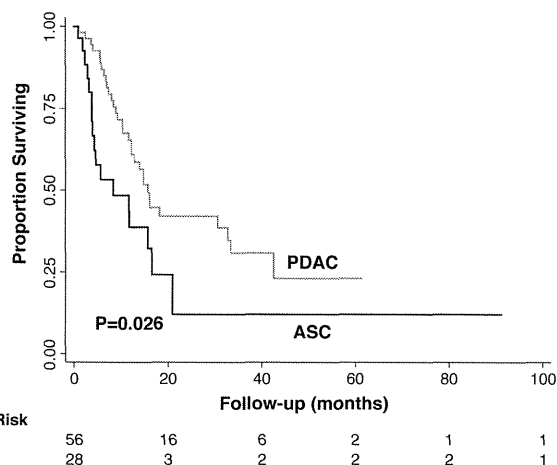 1.00
0.75
0.50
0.25
0.00
Proportion Surviving
PDAC
ASC
P=0.026
0 20 40 60 80 100
Follow-up (months)
Risk
56 16 6 2 1 1
28 3 2 2 2 1